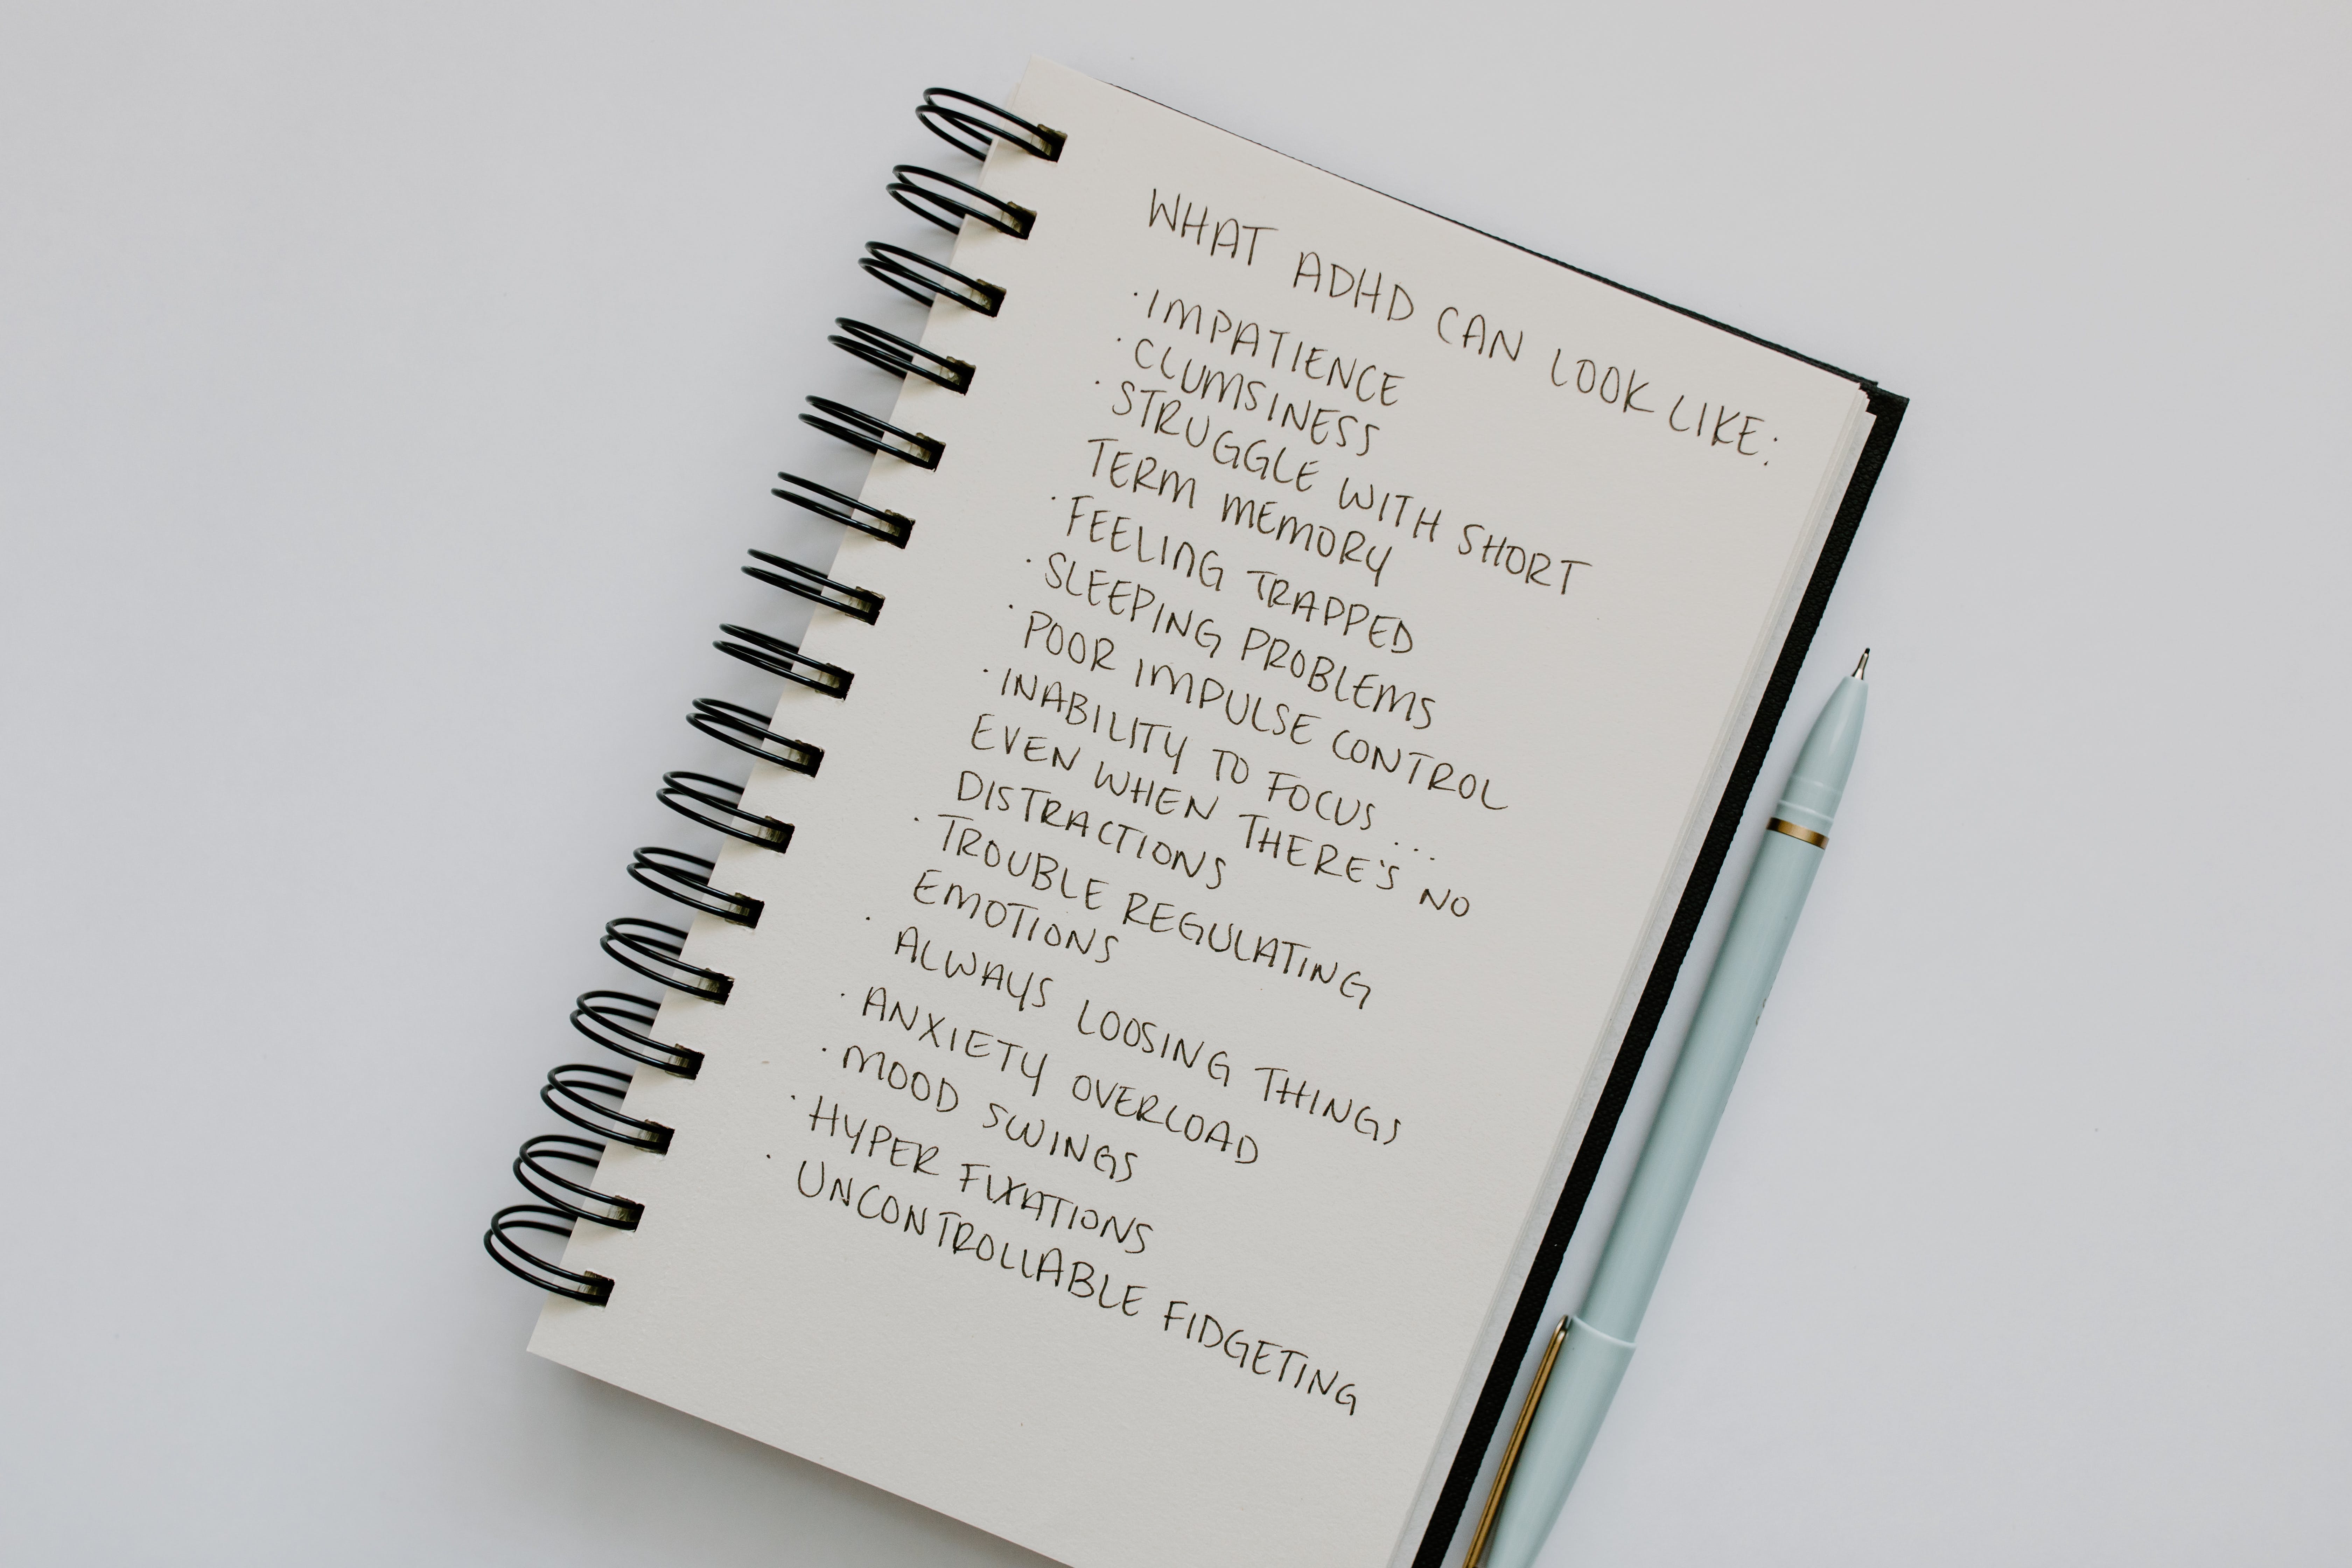 WHAT ADHD CAN LOOK LIKE:
· IMPATIENCE
· CLUMSINESS
· STRUGGLE WITH SHORT
TERM MEMORY
· FEELING TRAPPED
· SLEEPING PROBLEMS
· POOR IMPULSE CONTROL
· INABILITY TO FOCUS ...
EVEN WHEN THERE'S NO
DISTRACTIONS
· TROUBLE REGULATING
EMOTIONS
· ALWAYS LOOSING THINGS
· ANXIETY OVERLOAD
· MOOD SWINGS
· HYPER FIXATIONS
· UNCONTROLLABLE FIDGETING